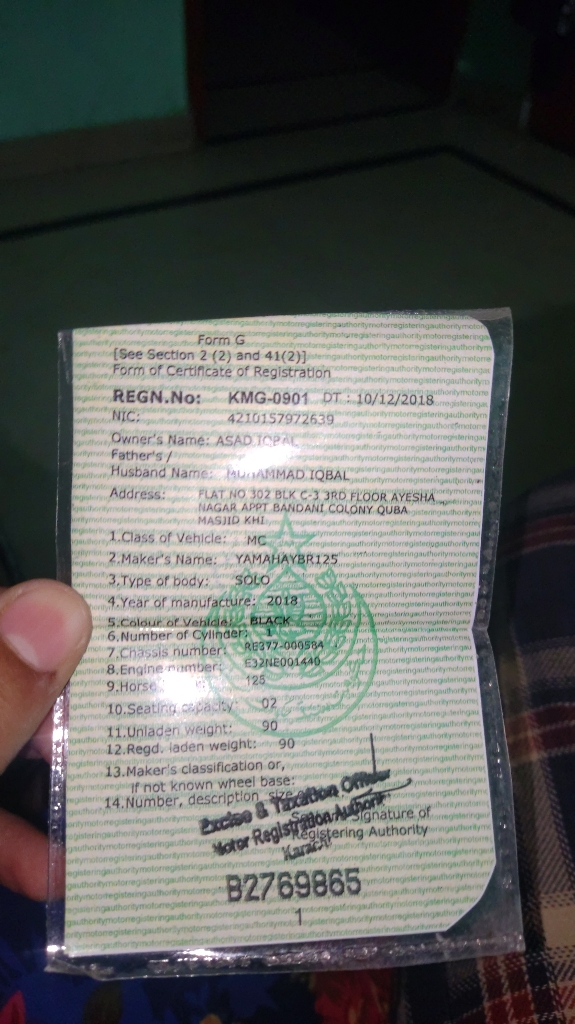 Form G
[See Section 2 (2) and 41(2)]
Form of Certificate of Registration
REGN.No: KMG-0901 DT : 10/12/2018
NIC: 4210157972639
Owner's Name: ASAD IQBAL
Father's /
Husband Name: MUHAMMAD IQBAL
Address: FLAT NO 302 BLK C-3 3RD FLOOR AYESHA
NAGAR APPT BANDANI COLONY QUBA
MASJID KHI
1.Class of Vehicle: MC
2.Maker's Name: YAMAHAYBR125
3.Type of body: SOLO
4.Year of manufacture: 2018
5.Colour of Vehicle: BLACK
6.Number of Cylinder: 1
7.Chassis number: RE377-000584
8.Engine number: E32NE001440
9.Horse 125
10.Seating capacity: 02
11.Unladen weight: 90
12.Regd. laden weight: 90
13.Maker's classification or,
if not known wheel base:
14.Number, description, size
Excise & Taxation Officer
Motor Registration Authority
Karachi
Signature of
Registering Authority
B2769865
1